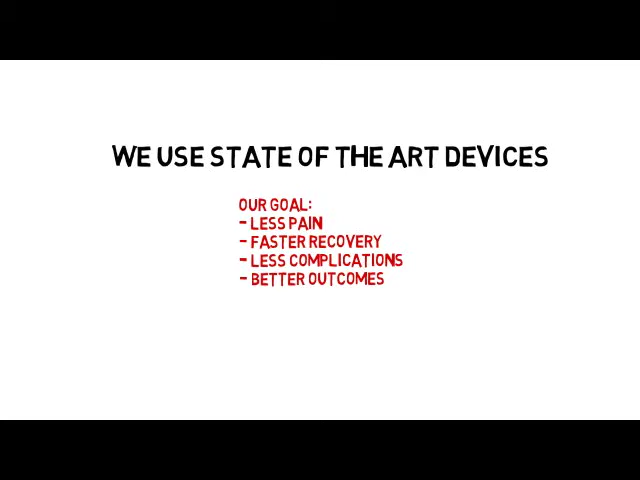 WE USE STATE OF THE ART DEVICES
OUR GOAL:
- LESS PAIN
- FASTER RECOVERY
- LESS COMPLICATIONS
- BETTER OUTCOMES